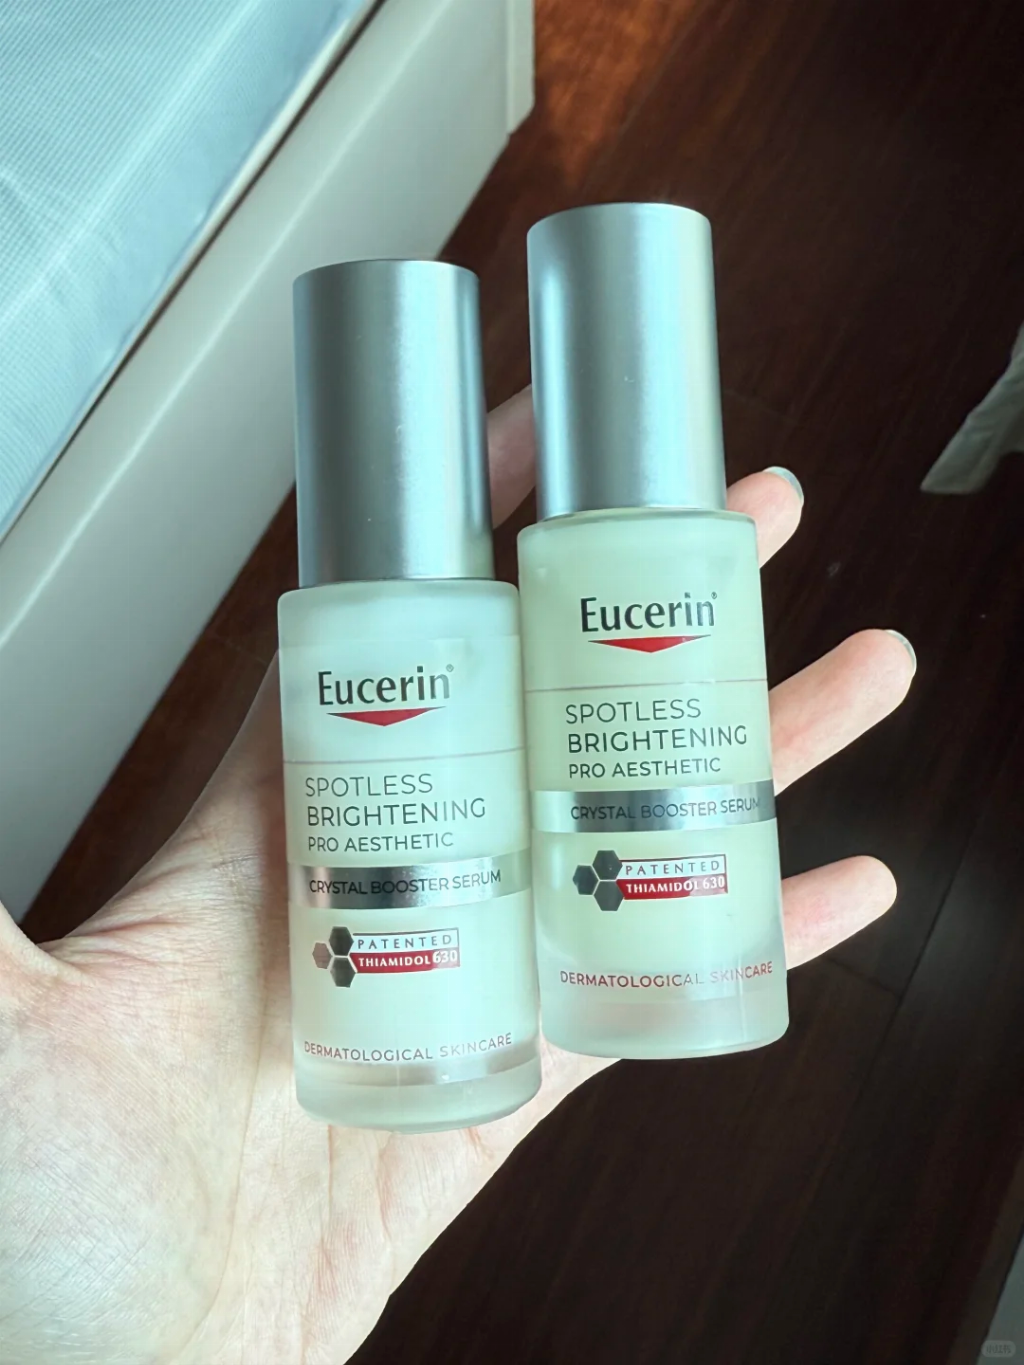 Eucerin®
SPOTLESS
BRIGHTENING
PRO AESTHETIC
CRYSTAL BOOSTER SERUM
PATENTED
THIAMIDOL 630
DERMATOLOGICAL SKINCARE
Eucerin®
SPOTLESS
BRIGHTENING
PRO AESTHETIC
CRYSTAL BOOSTER SERUM
PATENTED
THIAMIDOL 630
DERMATOLOGICAL SKINCARE